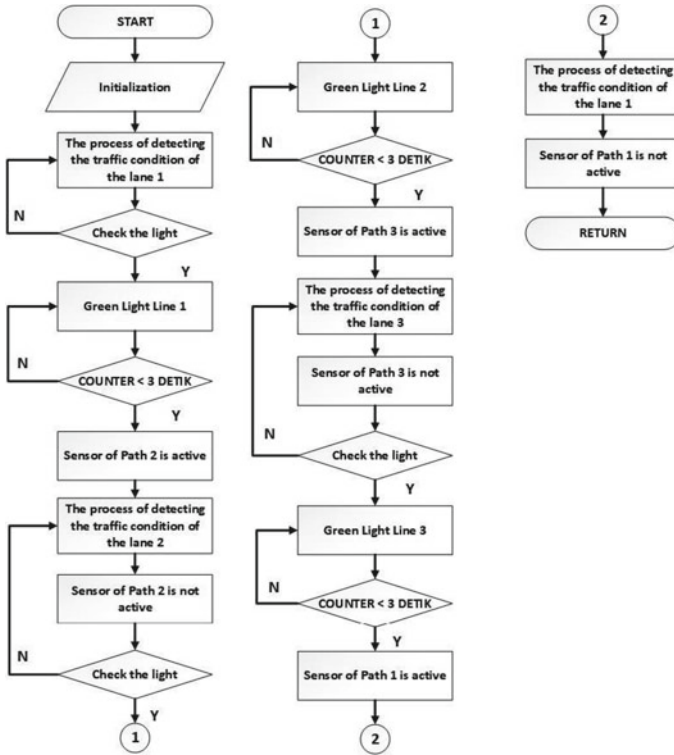 START
Initialization
The process of detecting
the traffic condition of
the lane 1
N
Check the light
Y
Green Light Line 1
N
COUNTER < 3 DETIK
Y
Sensor of Path 2 is active
The process of detecting
the traffic condition of
the lane 2
Sensor of Path 2 is not
active
N
Check the light
Y
1
1
Green Light Line 2
N
COUNTER < 3 DETIK
Y
Sensor of Path 3 is active
The process of detecting
the traffic condition of
the lane 3
Sensor of Path 3 is not
active
N
Check the light
Y
Green Light Line 3
N
COUNTER < 3 DETIK
Y
Sensor of Path 1 is active
2
2
The process of detecting
the traffic condition of
the lane 1
Sensor of Path 1 is not
active
RETURN